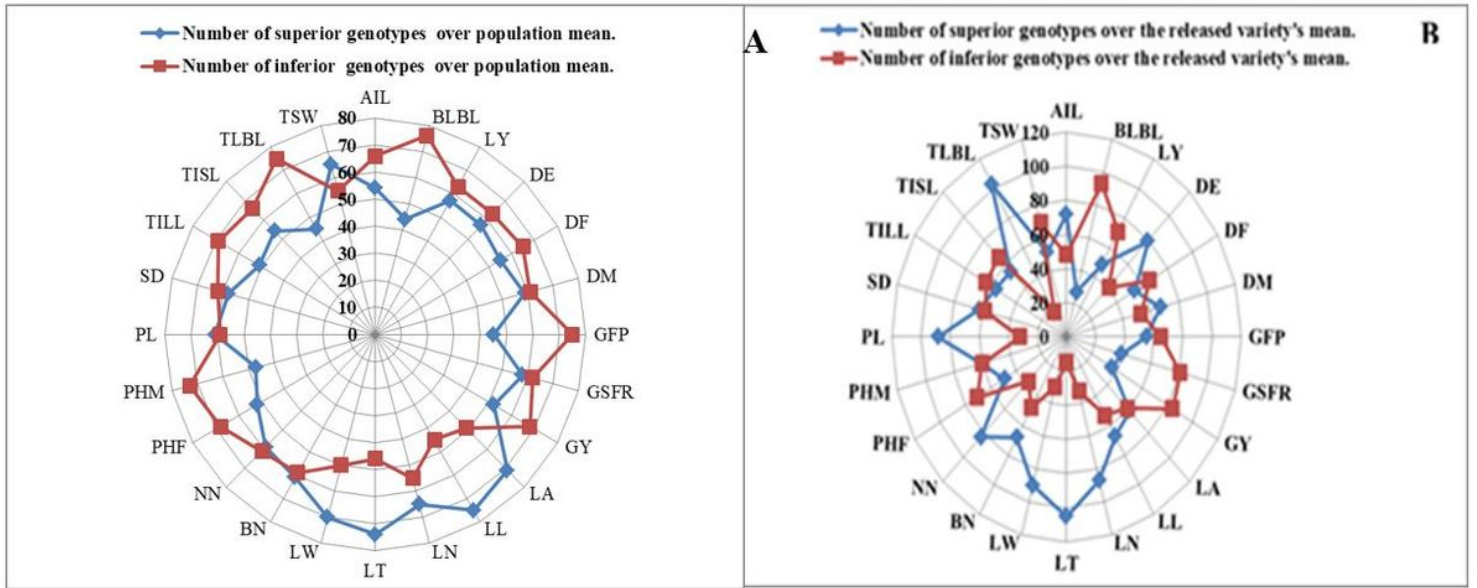 Number of superior genotypes over population mean.
Number of inferior genotypes over population mean.
A
AIL
BLBL
LY
DE
DF
DM
GFP
GSFR
GY
LA
LL
LN
LT
LW
BN
NN
PHF
PHM
PL
SD
TILL
TISL
TLBL
TSW
80
70
60
50
40
30
20
10
0
Number of superior genotypes over the released variety's mean.
Number of inferior genotypes over the released variety's mean.
B
AIL
BLBL
LY
DE
DF
DM
GFP
GSFR
GY
LA
LL
LN
LT
LW
BN
NN
PHF
PHM
PL
SD
TILL
TISL
TLBL
TSW
120
100
80
60
40
20
0